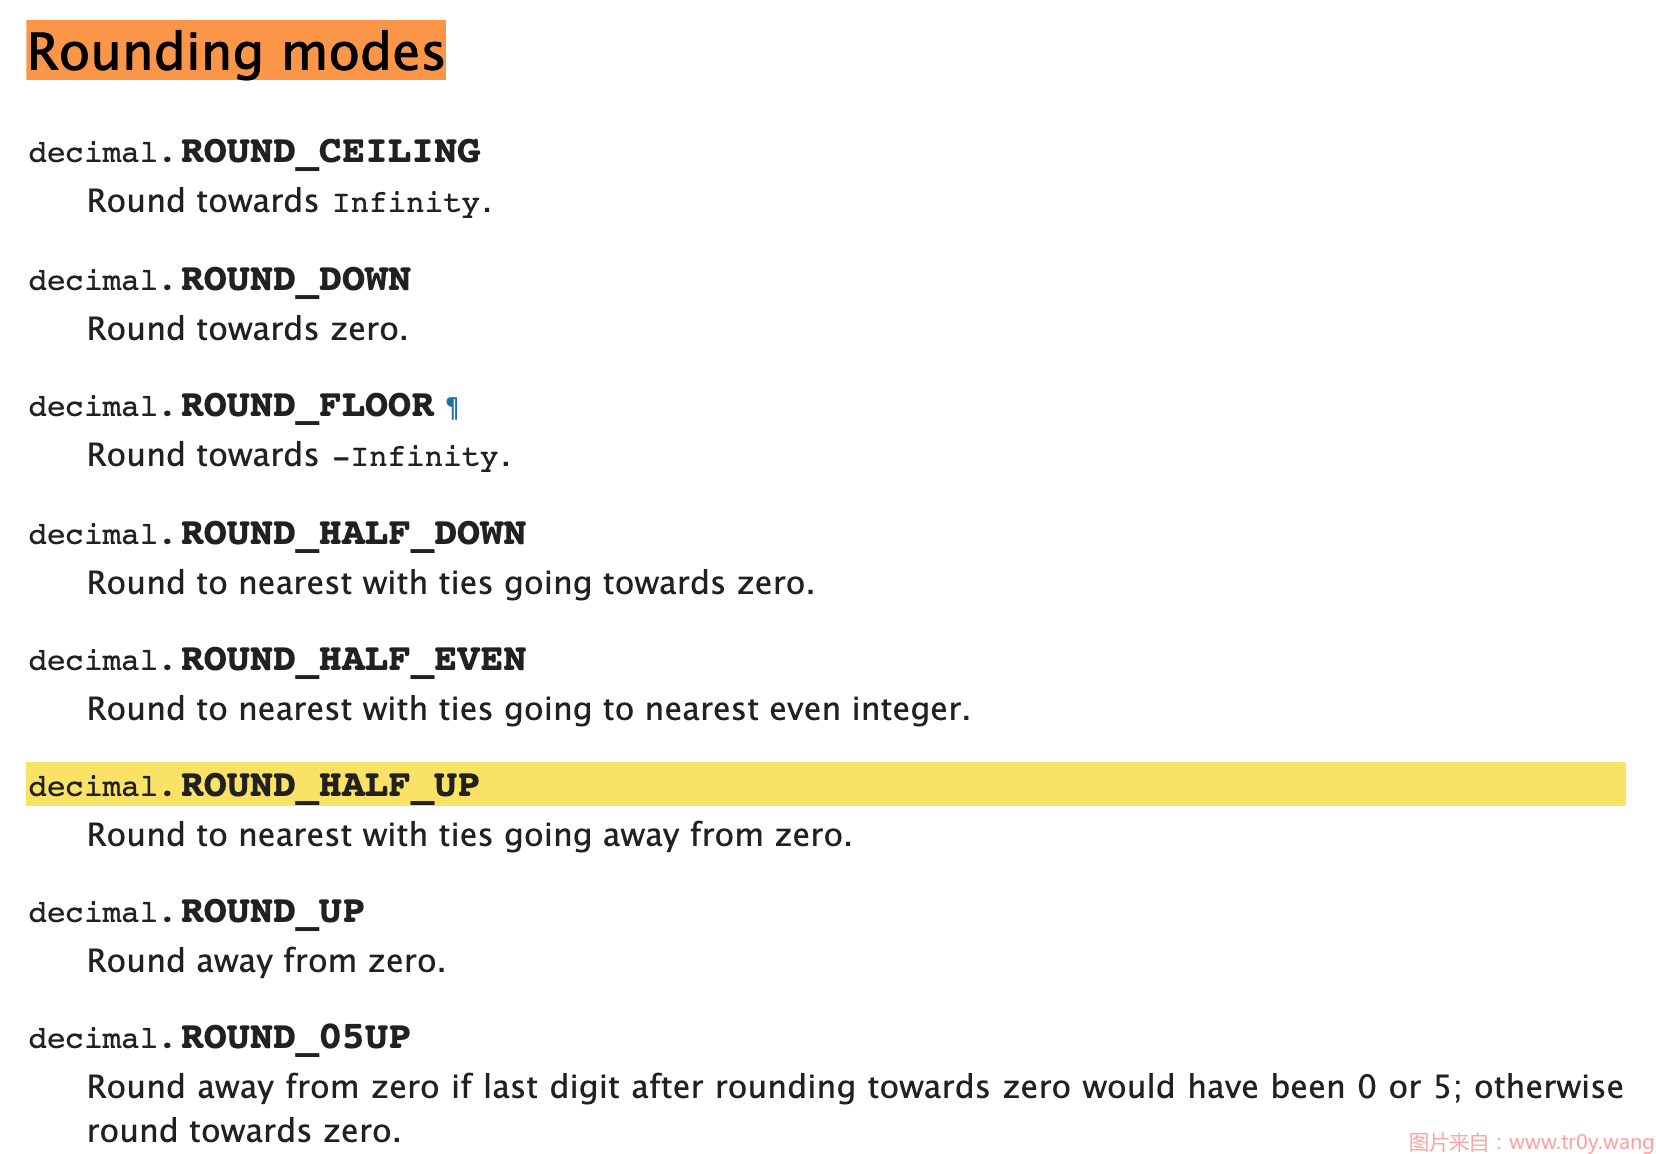 Rounding modes
decimal.ROUND_CEILING
Round towards Infinity.
decimal.ROUND_DOWN
Round towards zero.
decimal.ROUND_FLOOR ¶
Round towards -Infinity.
decimal.ROUND_HALF_DOWN
Round to nearest with ties going towards zero.
decimal.ROUND_HALF_EVEN
Round to nearest with ties going to nearest even integer.
decimal.ROUND_HALF_UP
Round to nearest with ties going away from zero.
decimal.ROUND_UP
Round away from zero.
decimal.ROUND_05UP
Round away from zero if last digit after rounding towards zero would have been 0 or 5; otherwise
round towards zero.
图片来自：www.tr0y.wang